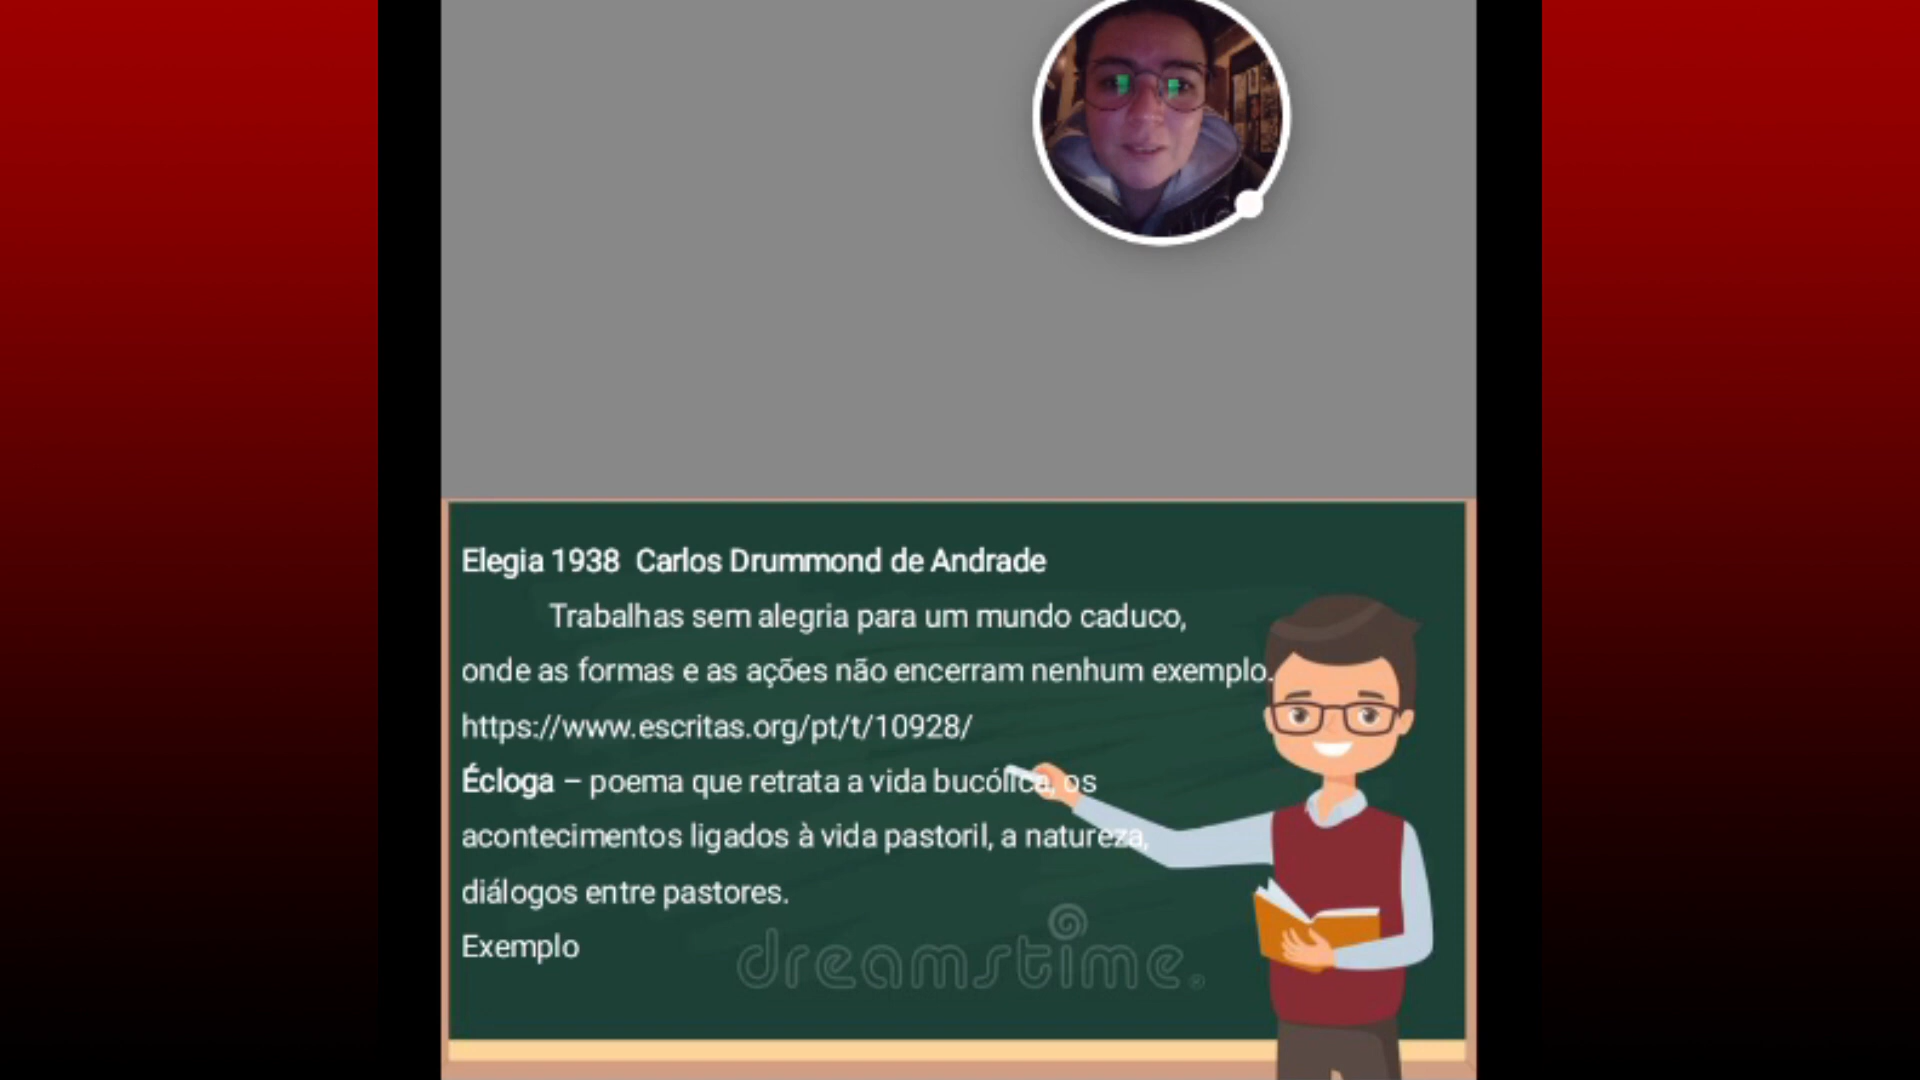 Elegia 1938  Carlos Drummond de Andrade
Trabalhas sem alegria para um mundo caduco,
onde as formas e as ações não encerram nenhum exemplo.
https://www.escritas.org/pt/t/10928/
Écloga – poema que retrata a vida bucólica, os
acontecimentos ligados à vida pastoril, a natureza,
diálogos entre pastores.
Exemplo
dreamstime.